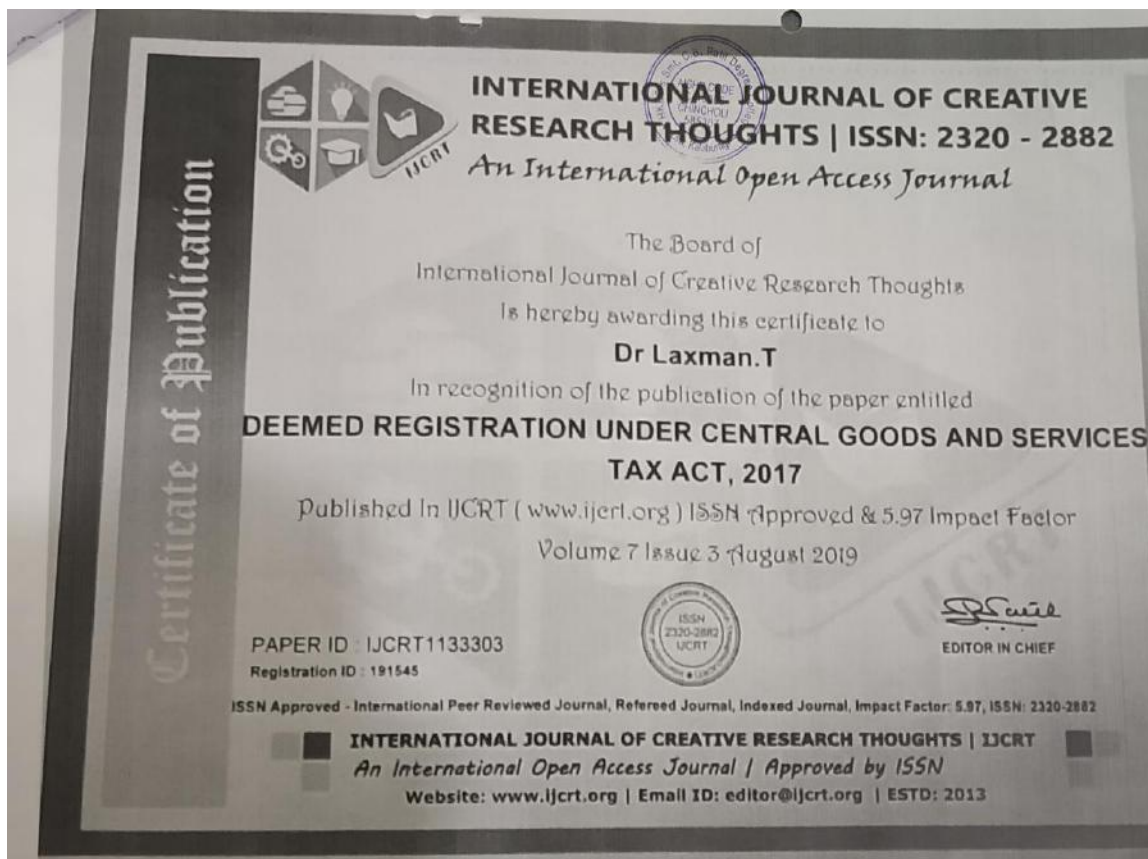 Certificate of Publication
IJCRT
INTERNATIONAL JOURNAL OF CREATIVE
RESEARCH THOUGHTS | ISSN: 2320 - 2882
An International Open Access Journal
Smt. C.B. Patil Degree
CHINCHOLI
The Board of
International Journal of Creative Research Thoughts
Is hereby awarding this certificate to
Dr Laxman.T
In recognition of the publication of the paper entitled
DEEMED REGISTRATION UNDER CENTRAL GOODS AND SERVICES
TAX ACT, 2017
Published In IJCRT ( www.ijcrt.org ) ISSN Approved & 5.97 Impact Factor
Volume 7 Issue 3 August 2019
ISSN
2320-2882
IJCRT
PAPER ID : IJCRT1133303
Registration ID : 191545
EDITOR IN CHIEF
ISSN Approved - International Peer Reviewed Journal, Refereed Journal, Indexed Journal, Impact Factor: 5.97, ISSN: 2320-2882
INTERNATIONAL JOURNAL OF CREATIVE RESEARCH THOUGHTS | IJCRT
An International Open Access Journal | Approved by ISSN
Website: www.ijcrt.org | Email ID: editor@ijcrt.org | ESTD: 2013